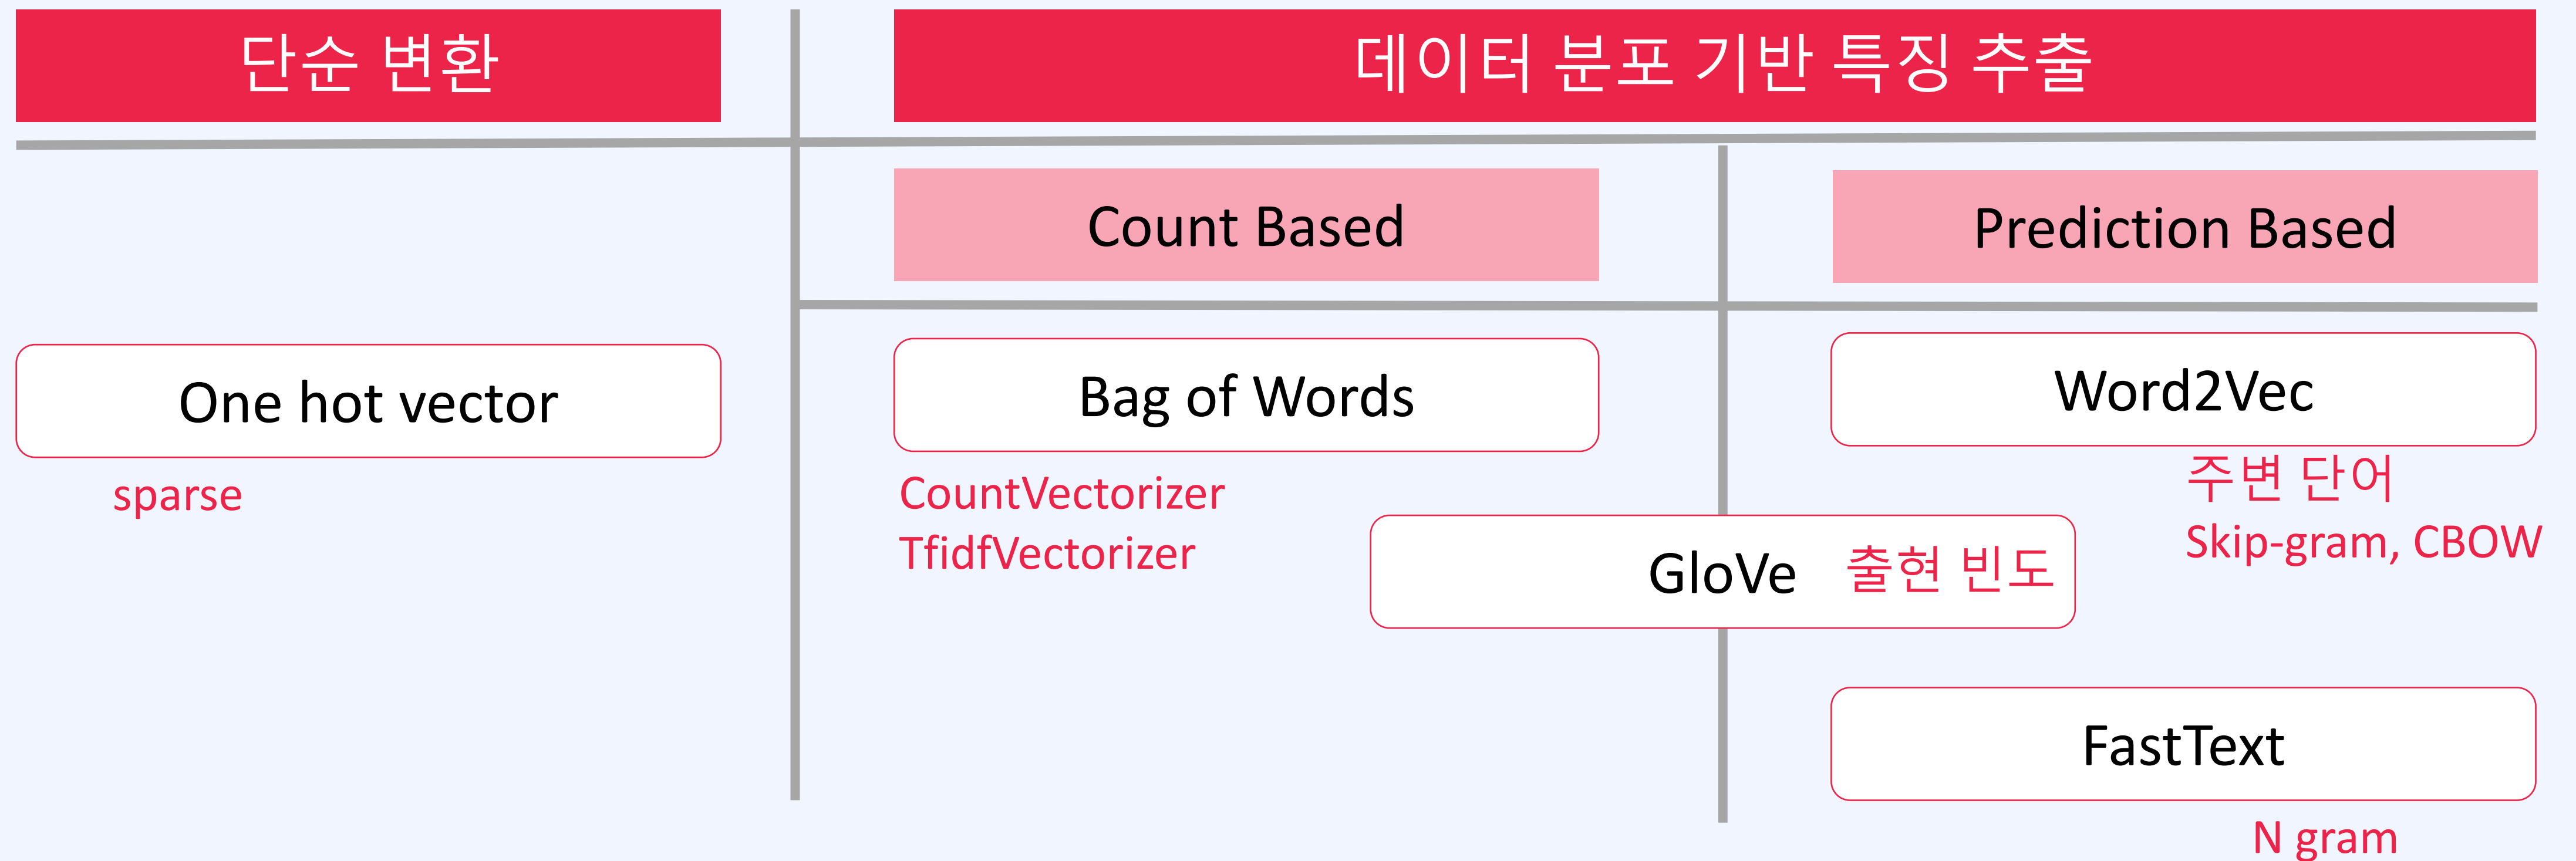 단순 변환
데이터 분포 기반 특징 추출
Count Based
Prediction Based
One hot vector
sparse
Bag of Words
CountVectorizer
TfidfVectorizer
Word2Vec
주변 단어
Skip-gram, CBOW
GloVe 출현 빈도
FastText
N gram